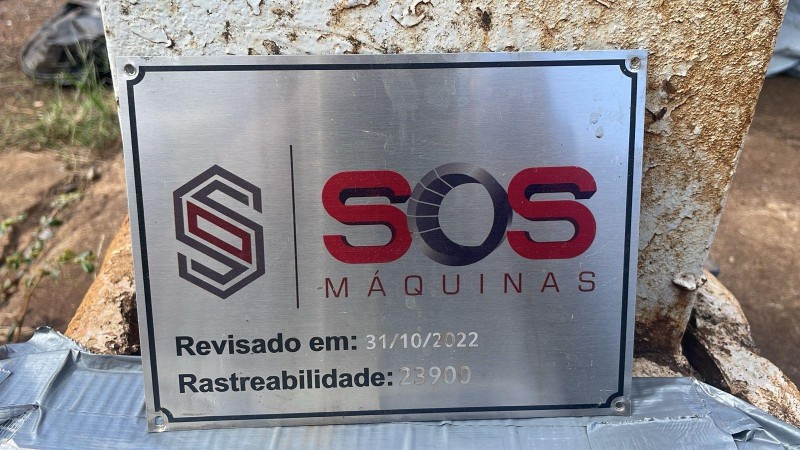 SOS
MÁQUINAS
Revisado em: 31/10/2022
Rastreabilidade: 23900